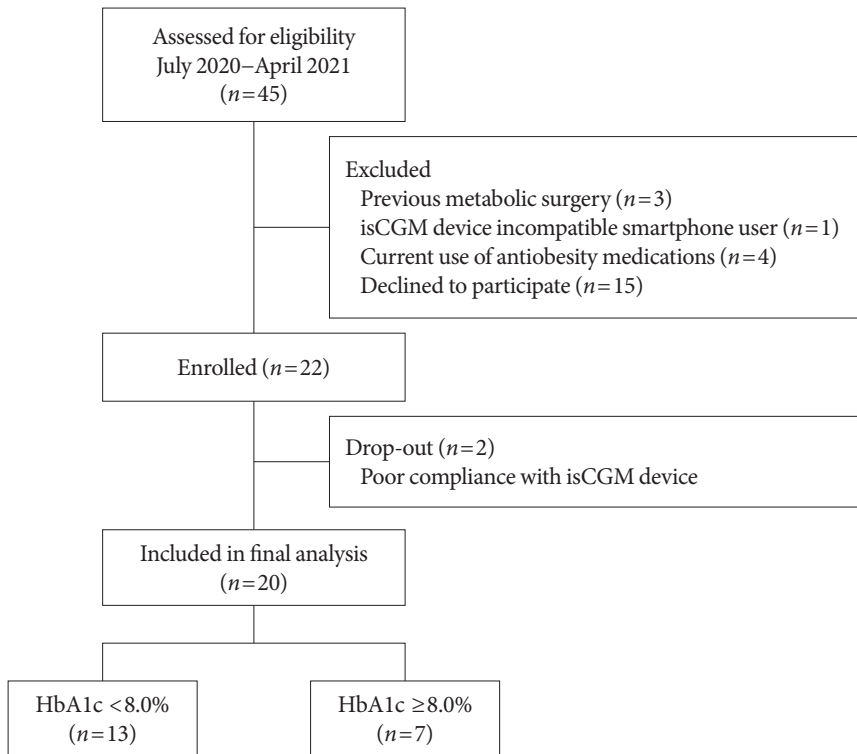 Assessed for eligibility
July 2020−April 2021
(n=45)
Excluded
Previous metabolic surgery (n=3)
isCGM device incompatible smartphone user (n=1)
Current use of antiobesity medications (n=4)
Declined to participate (n=15)
Enrolled (n=22)
Drop-out (n=2)
Poor compliance with isCGM device
Included in final analysis
(n=20)
HbA1c <8.0%
(n=13)
HbA1c ≥8.0%
(n=7)